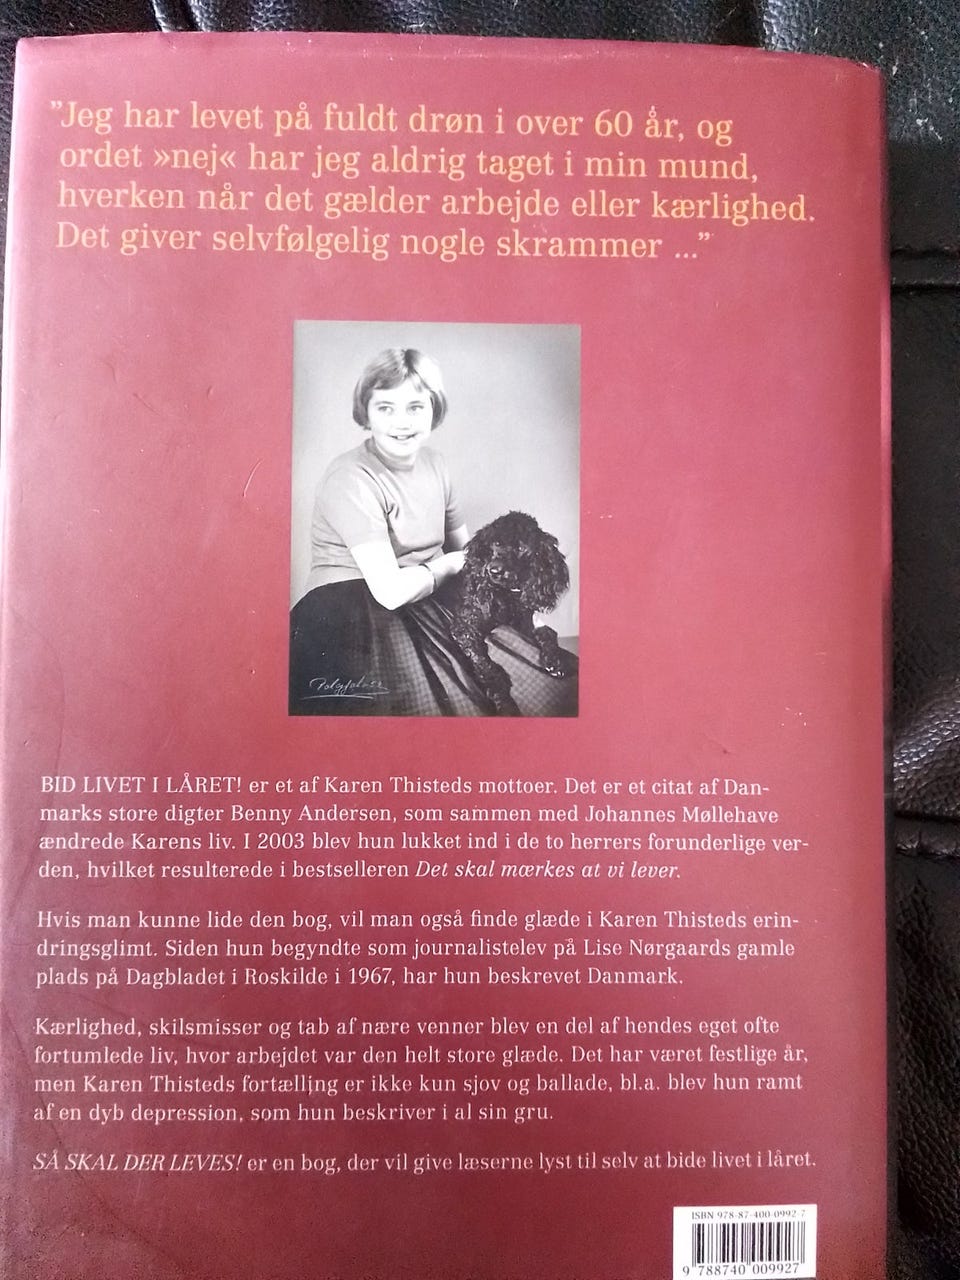 "Jeg har levet på fuldt drøn i over 60 år, og
ordet »nej« har jeg aldrig taget i min mund,
hverken når det gælder arbejde eller kærlighed.
Det giver selvfølgelig nogle skrammer ..."
BID LIVET I LÅRET! er et af Karen Thisteds mottoer. Det er et citat af Dan-
marks store digter Benny Andersen, som sammen med Johannes Møllehave
ændrede Karens liv. I 2003 blev hun lukket ind i de to herrers forunderlige ver-
den, hvilket resulterede i bestselleren Det skal mærkes at vi lever.
Hvis man kunne lide den bog, vil man også finde glæde i Karen Thisteds erin-
dringsglimt. Siden hun begyndte som journalistelev på Lise Nørgaards gamle
plads på Dagbladet i Roskilde i 1967, har hun beskrevet Danmark.
Kærlighed, skilsmisser og tab af nære venner blev en del af hendes eget ofte
fortumlede liv, hvor arbejdet var den helt store glæde. Det har været festlige år,
men Karen Thisteds fortælling er ikke kun sjov og ballade, bl.a. blev hun ramt
af en dyb depression, som hun beskriver i al sin gru.
SÅ SKAL DER LEVES! er en bog, der vil give læserne lyst til selv at bide livet i låret.
ISBN 978-87-400-0992-7
9 788740 009927